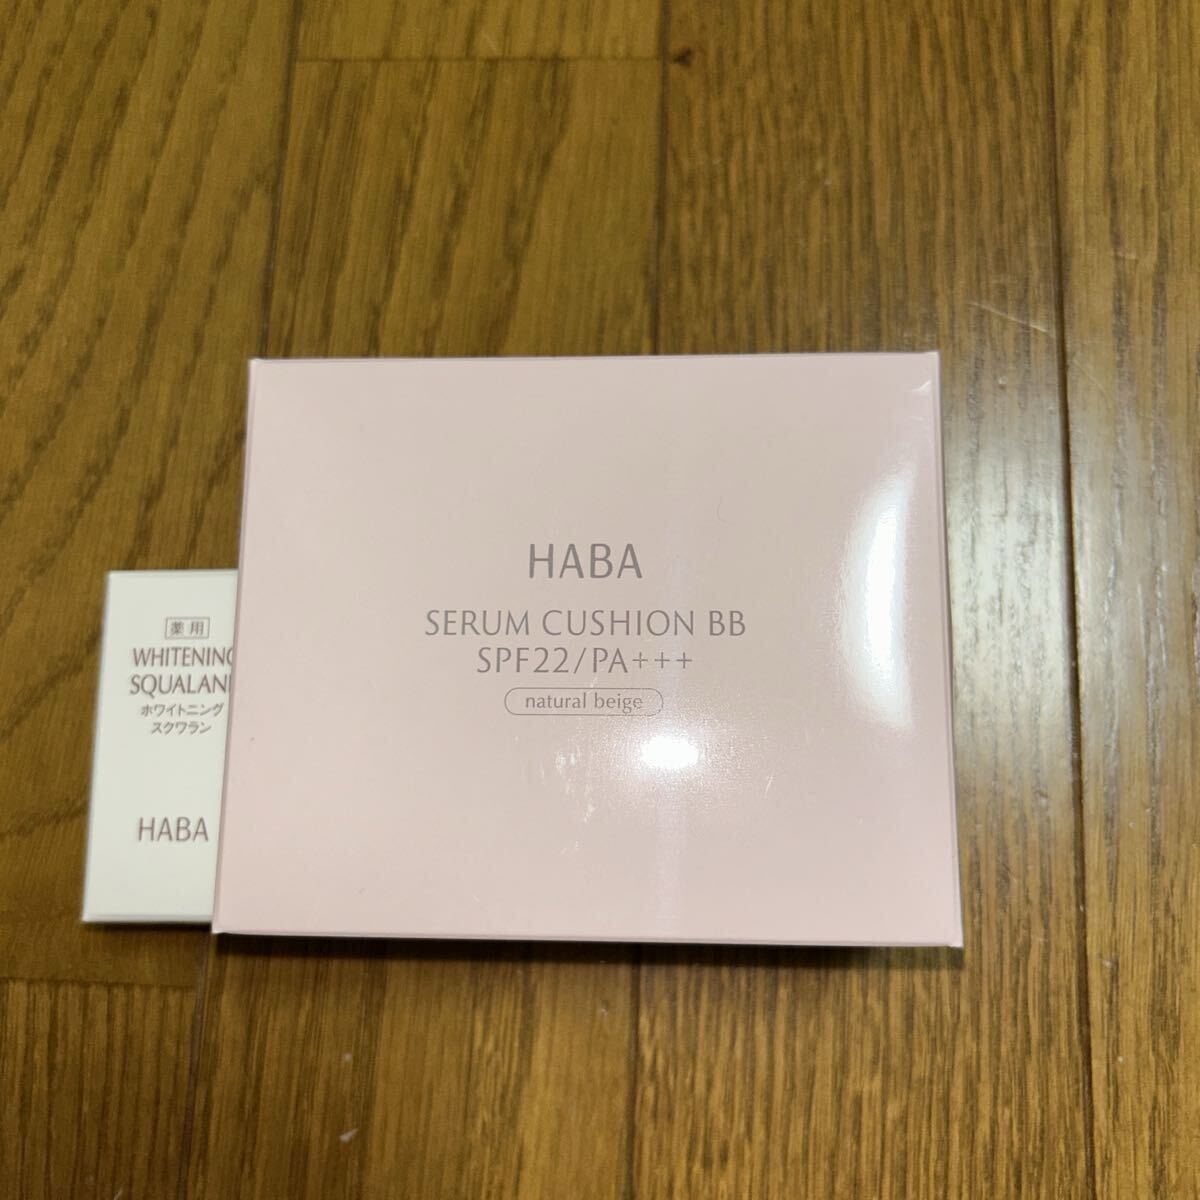 HABA
SERUM CUSHION BB
SPF22/PA+++
natural beige
薬用
WHITENING
SQUALAN
ホワイトニング
スクワラン
HABA